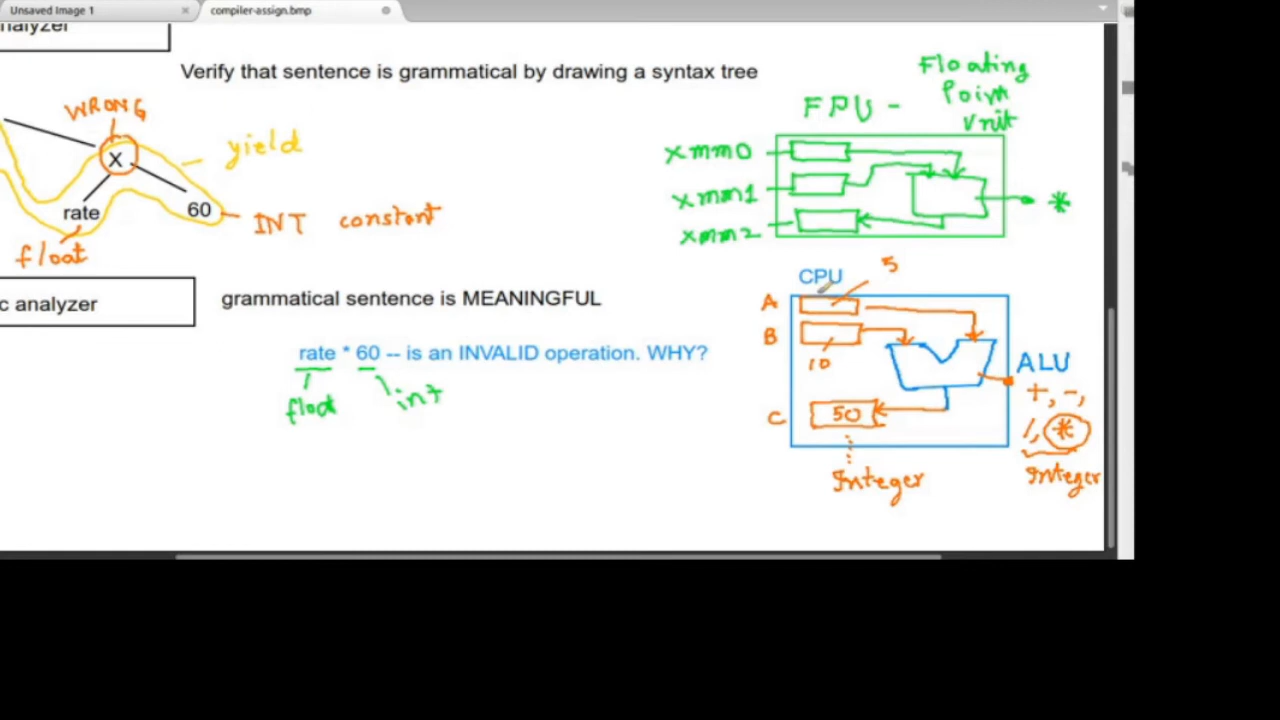 Unsaved Image 1
compiler-assign.bmp
nalyzer
Verify that sentence is grammatical by drawing a syntax tree
WRONG
X
yield
rate
60
INT constant
float
FPU -
Floating
Point
Unit
xmm0
xmm1
xmm2
*
c analyzer
grammatical sentence is MEANINGFUL
rate * 60 -- is an INVALID operation. WHY?
float
int
CPU
5
A
B
10
ALU
+, -,
/, *
Integer
C
50
Integer